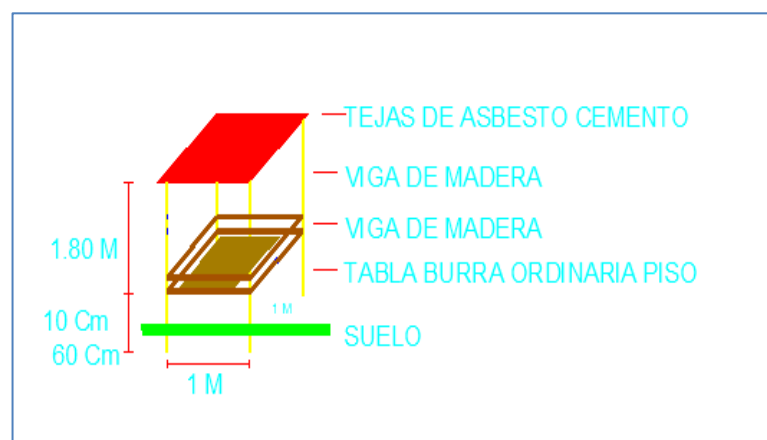 TEJAS DE ASBESTO CEMENTO
VIGA DE MADERA
VIGA DE MADERA
1.80 M
TABLA BURRA ORDINARIA PISO
1 M
10 Cm
SUELO
60 Cm
1 M